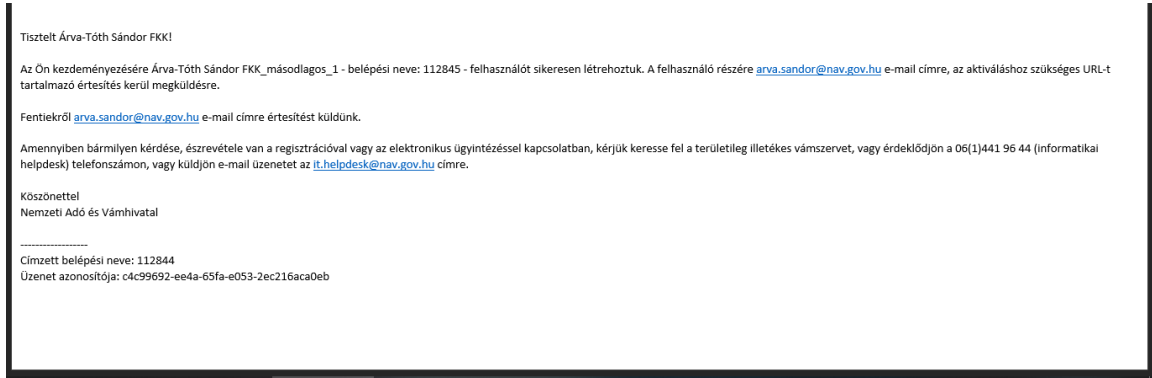 Tisztelt Árva-Tóth Sándor FKK!
Az Ön kezdeményezésére Árva-Tóth Sándor FKK_másodlagos_1 - belépési neve: 112845 - felhasználót sikeresen létrehoztuk. A felhasználó részére arva.sandor@nav.gov.hu e-mail címre, az aktiváláshoz szükséges URL-t
tartalmazó értesítés kerül megküldésre.
Fentiekről arva.sandor@nav.gov.hu e-mail címre értesítést küldünk.
Amennyiben bármilyen kérdése, észrevétele van a regisztrációval vagy az elektronikus ügyintézéssel kapcsolatban, kérjük keresse fel a területileg illetékes vámszervet, vagy érdeklődjön a 06(1)441 96 44 (informatikai
helpdesk) telefonszámon, vagy küldjön e-mail üzenetet az it.helpdesk@nav.gov.hu címre.
Köszönettel
Nemzeti Adó és Vámhivatal
------------------
Címzett belépési neve: 112844
Üzenet azonosítója: c4c99692-ee4a-65fa-e053-2ec216aca0eb